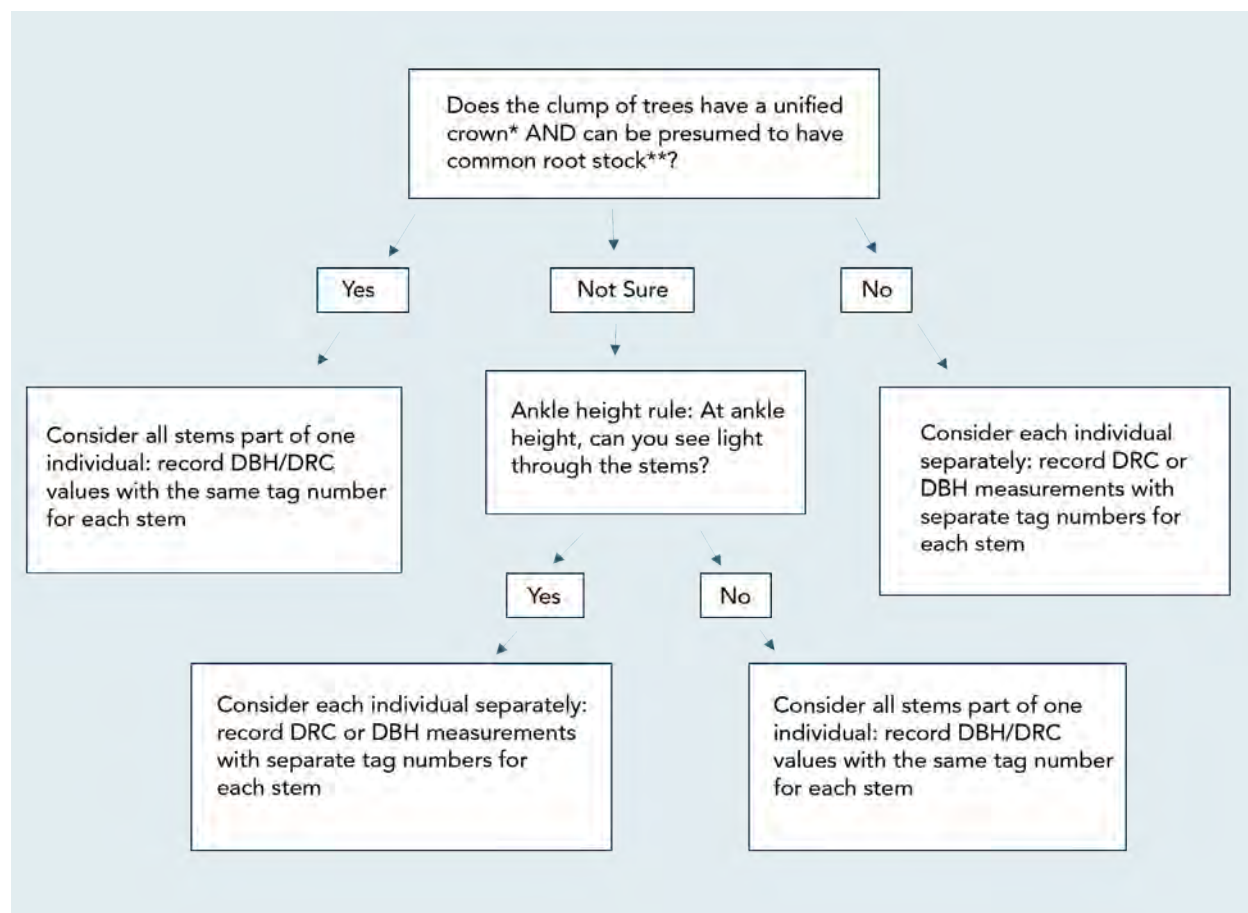 Does the clump of trees have a unified
crown* AND can be presumed to have
common root stock**?
Yes
Not Sure
No
Consider all stems part of one
individual: record DBH/DRC
values with the same tag number
for each stem
Ankle height rule: At ankle
height, can you see light
through the stems?
Consider each individual
separately: record DRC or
DBH measurements with
separate tag numbers for
each stem
Yes
No
Consider each individual separately:
record DRC or DBH measurements
with separate tag numbers for
each stem
Consider all stems part of one
individual: record DBH/DRC
values with the same tag number
for each stem